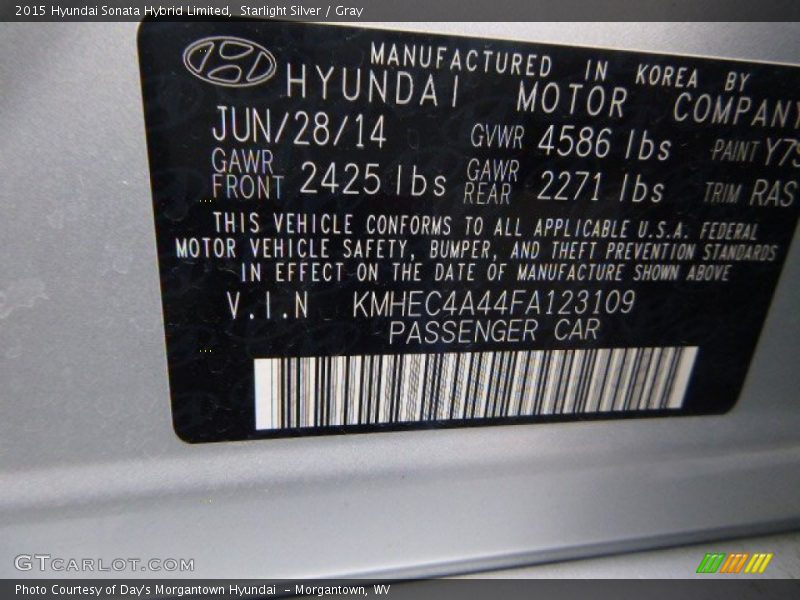 2015 Hyundai Sonata Hybrid Limited, Starlight Silver / Gray
MANUFACTURED IN KOREA BY
HYUNDAI MOTOR COMPANY
JUN/28/14 GVWR 4586 lbs PAINT Y7S
GAWR FRONT 2425 lbs GAWR REAR 2271 lbs TRIM RAS
THIS VEHICLE CONFORMS TO ALL APPLICABLE U.S.A. FEDERAL
MOTOR VEHICLE SAFETY, BUMPER, AND THEFT PREVENTION STANDARDS
IN EFFECT ON THE DATE OF MANUFACTURE SHOWN ABOVE
V.I.N KMHEC4A44FA123109
PASSENGER CAR
GTCARLOT.COM
Photo Courtesy of Day's Morgantown Hyundai - Morgantown, WV